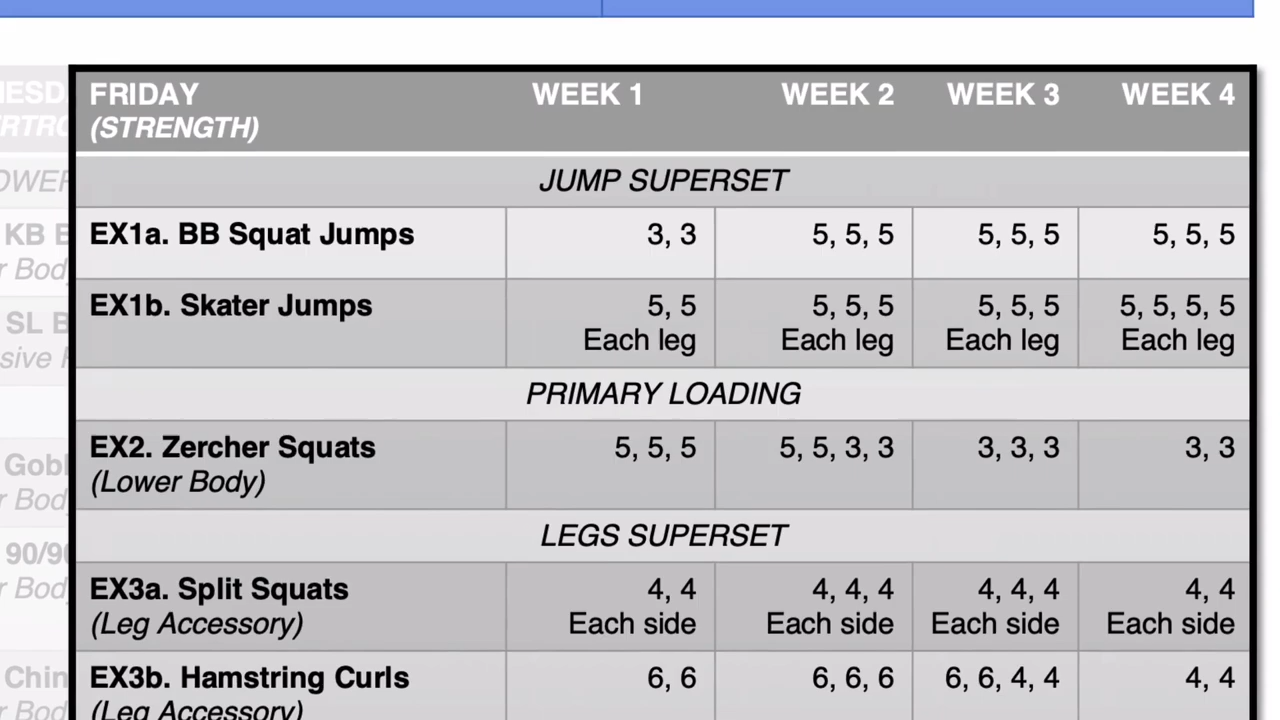 FRIDAY WEEK 1 WEEK 2 WEEK 3 WEEK 4
(STRENGTH)
JUMP SUPERSET
EX1a. BB Squat Jumps 3, 3 5, 5, 5 5, 5, 5 5, 5, 5
EX1b. Skater Jumps 5, 5 5, 5, 5 5, 5, 5 5, 5, 5, 5
Each leg Each leg Each leg Each leg
PRIMARY LOADING
EX2. Zercher Squats 5, 5, 5 5, 5, 3, 3 3, 3, 3 3, 3
(Lower Body)
LEGS SUPERSET
EX3a. Split Squats 4, 4 4, 4, 4 4, 4, 4 4, 4
(Leg Accessory) Each side Each side Each side Each side
EX3b. Hamstring Curls 6, 6 6, 6, 6 6, 6, 4, 4 4, 4
(Leg Accessory)
KB
SL
90/90